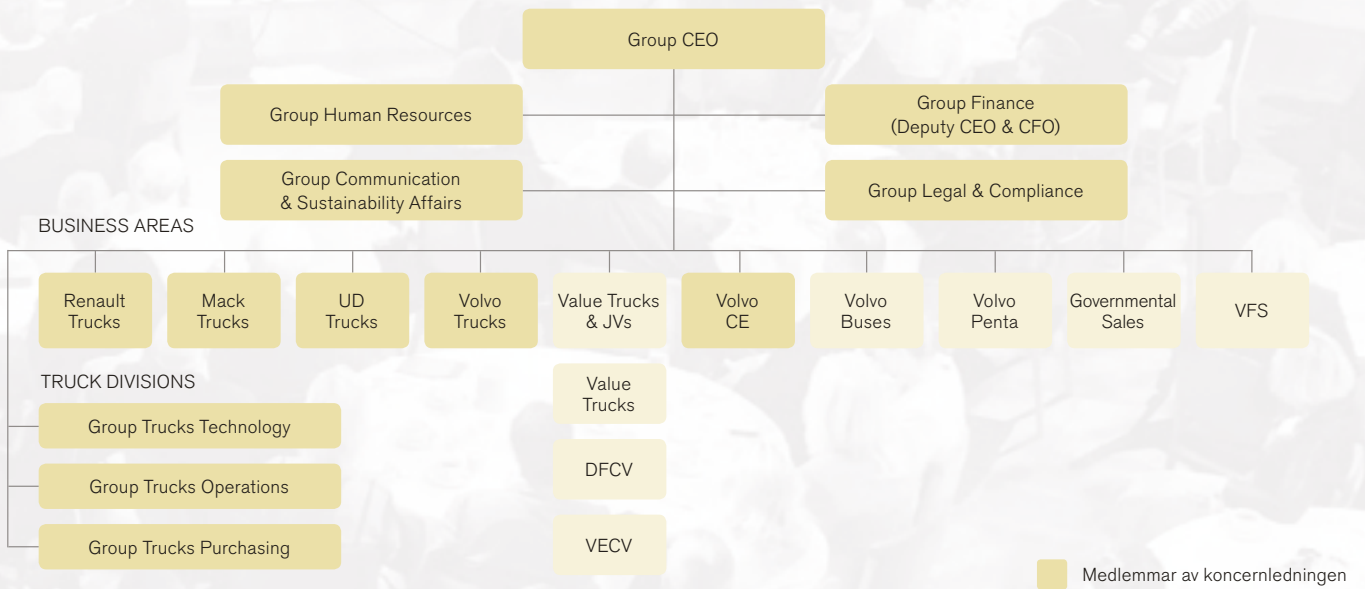 Group CEO
Group Human Resources
Group Finance
(Deputy CEO & CFO)
Group Communication
& Sustainability Affairs
Group Legal & Compliance
BUSINESS AREAS
Renault
Trucks
Mack
Trucks
UD
Trucks
Volvo
Trucks
Value Trucks
& JVs
Volvo
CE
Volvo
Buses
Volvo
Penta
Governmental
Sales
VFS
TRUCK DIVISIONS
Group Trucks Technology
Group Trucks Operations
Group Trucks Purchasing
Value
Trucks
DFCV
VECV
Medlemmar av koncernledningen